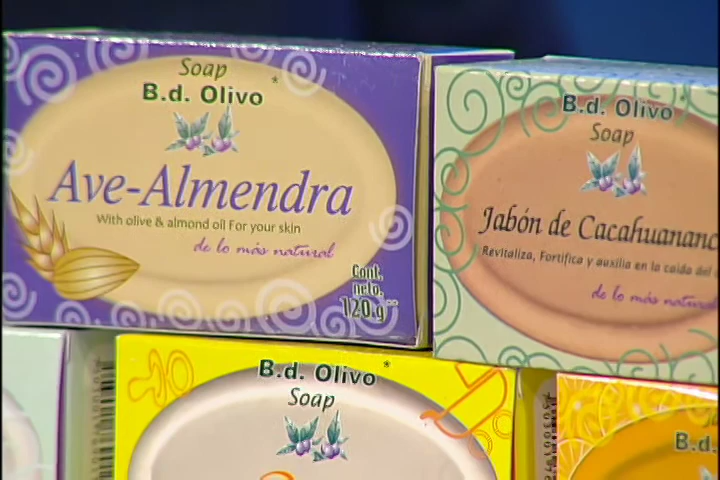 Soap
B.d. Olivo*
Ave-Almendra
With olive & almond oil For your skin
de lo más natural
Cont.
neto.
120 g
B.d. Olivo
Soap
Jabón de Cacahuananc
Revitaliza, Fortifica y auxilia en la caida del
de lo más natural
B.d. Olivo*
Soap
B.d.